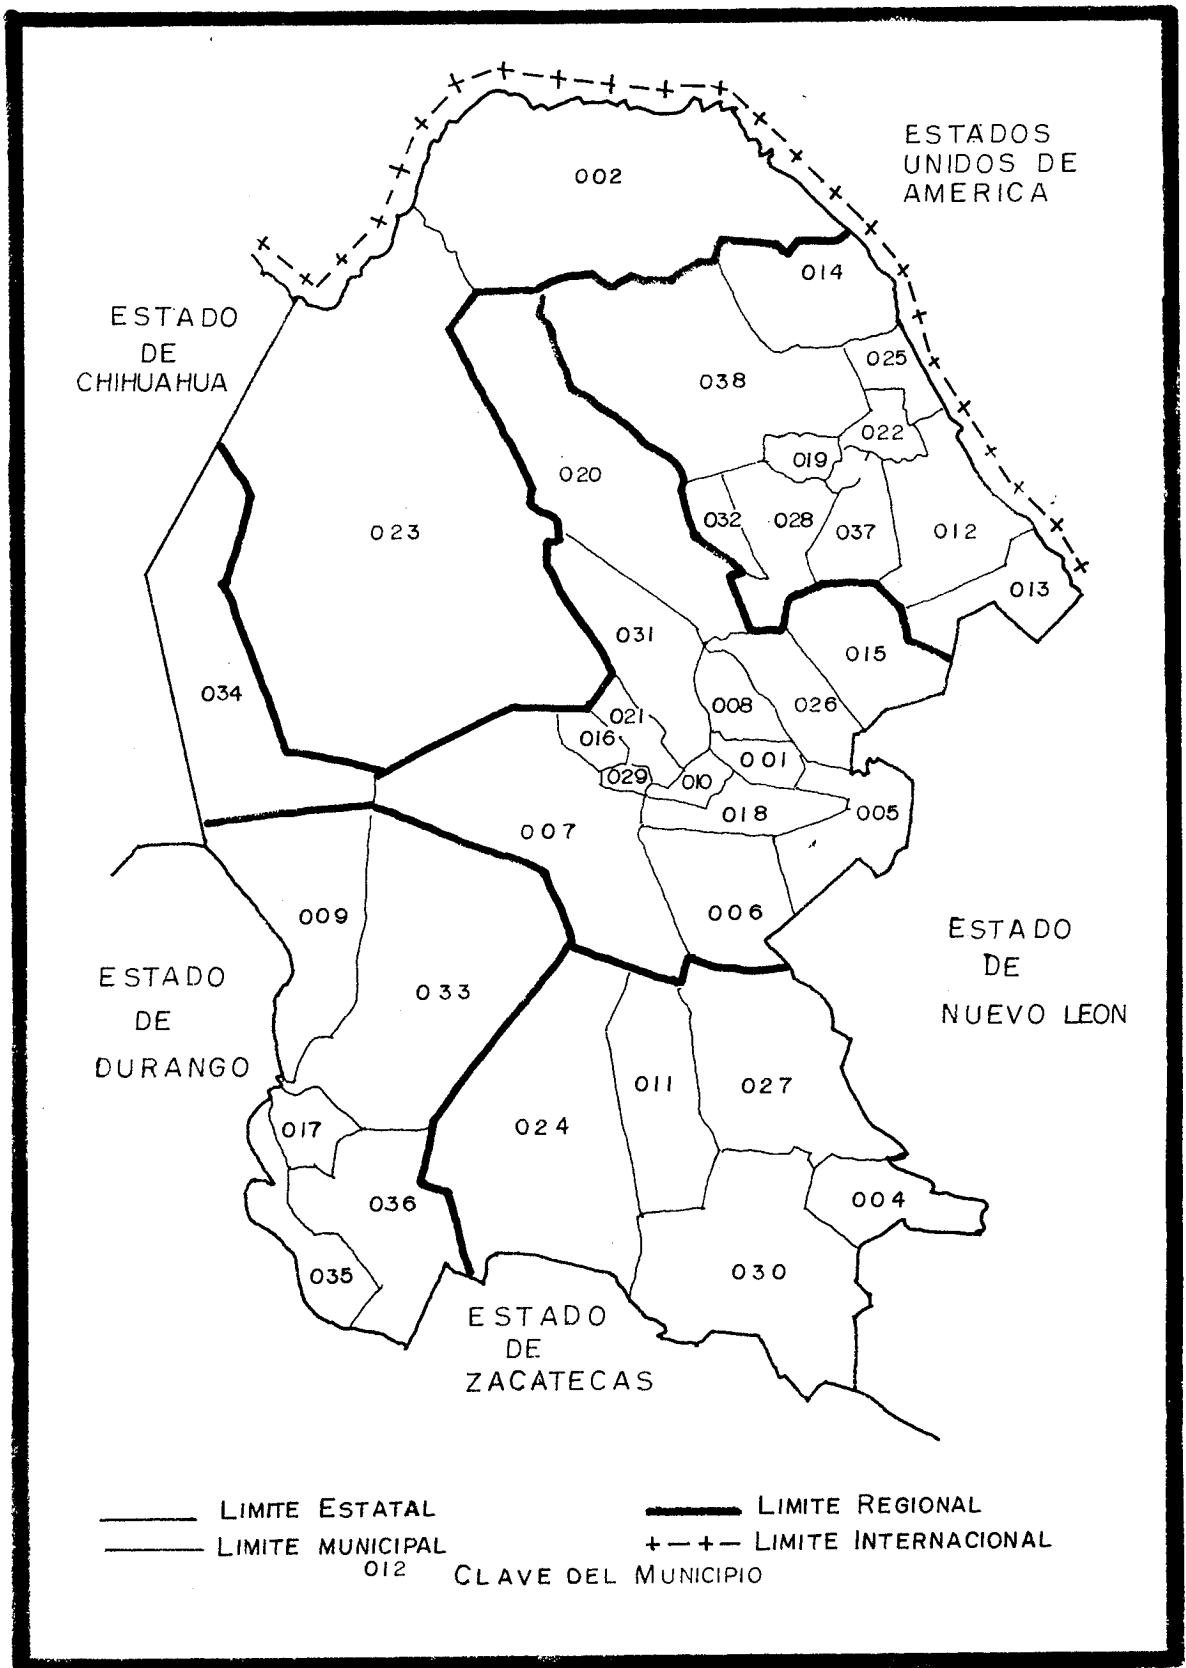 ESTADOS
UNIDOS DE
AMERICA
002
014
ESTADO
DE
CHIHUAHUA
025
038
022
019
020
032
028
037
012
023
013
031
015
034
008
026
021
016
001
029
010
018
005
007
006
009
ESTADO
DE
NUEVO LEON
ESTADO
DE
DURANGO
033
011
027
024
017
004
036
030
035
ESTADO
DE
ZACATECAS
LIMITE ESTATAL
LIMITE MUNICIPAL
LIMITE REGIONAL
+—+— LIMITE INTERNACIONAL
012 CLAVE DEL MUNICIPIO